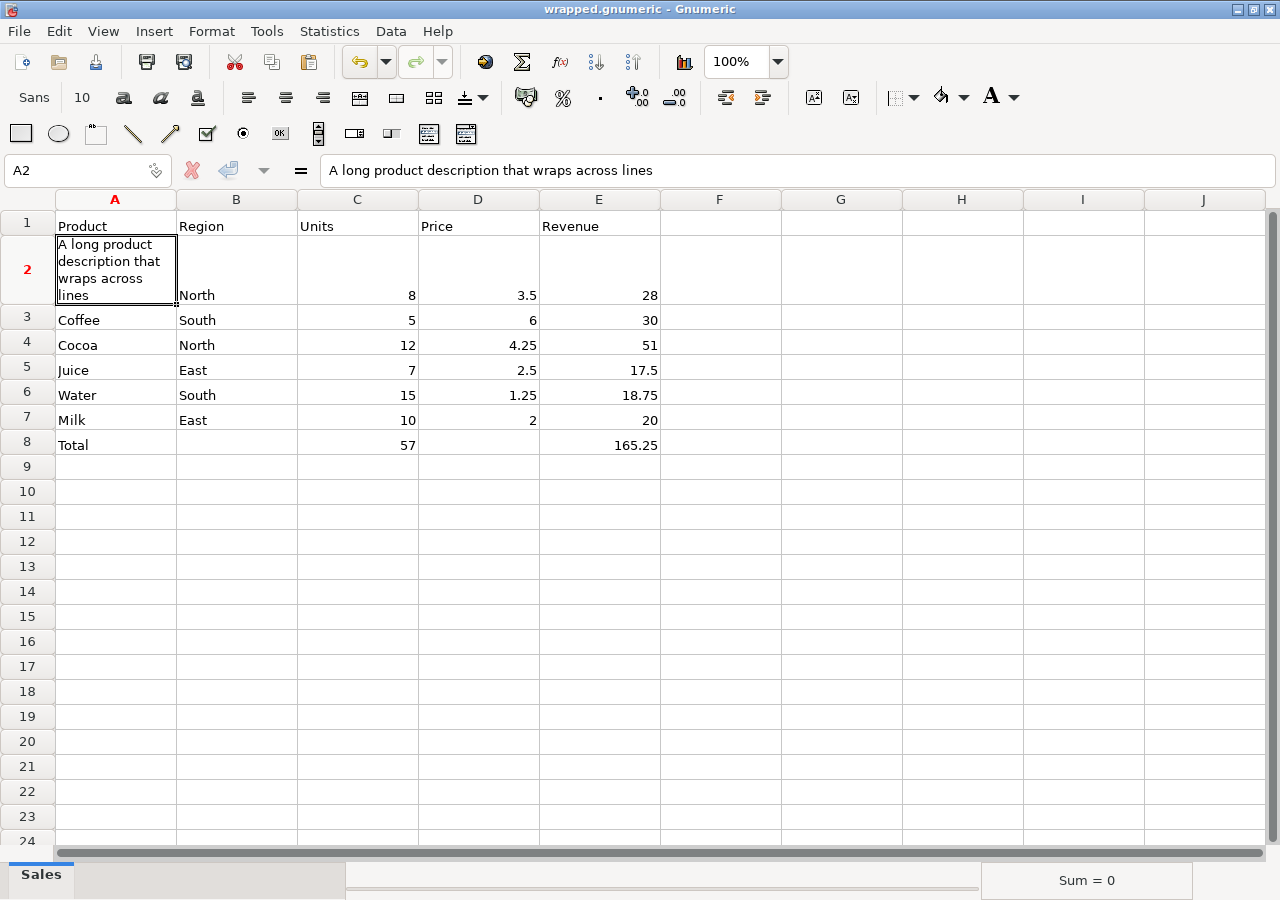 wrapped.gnumeric - Gnumeric
File Edit View Insert Format Tools Statistics Data Help
f(x) 100%
Sans 10 a a a a % . +0 .00 .00 .0 A A A
OK
A2 = A long product description that wraps across lines
A B C D E F G H I J
1 Product Region Units Price Revenue
2 A long product
description that
wraps across
lines North 8 3.5 28
3 Coffee South 5 6 30
4 Cocoa North 12 4.25 51
5 Juice East 7 2.5 17.5
6 Water South 15 1.25 18.75
7 Milk East 10 2 20
8 Total 57 165.25
9
10
11
12
13
14
15
16
17
18
19
20
21
22
23
24
Sales Sum = 0